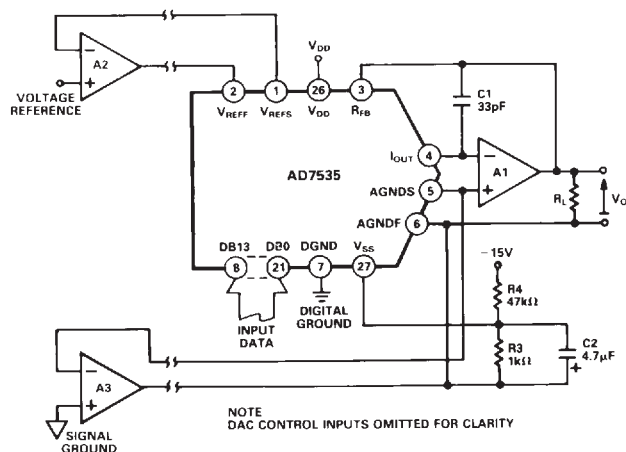 A2
VOLTAGE
REFERENCE
VDD
2
1
26
3
VREFF
VREFS
VDD
RFB
C1
33pF
IOUT
4
AD7535
A1
AGNDS
5
AGNDF
6
RL
VO
DB13
DB0
DGND
VSS
8
21
7
27
INPUT
DATA
DIGITAL
GROUND
–15V
R4
47kΩ
R3
1kΩ
C2
4.7μF
A3
SIGNAL
GROUND
NOTE
DAC CONTROL INPUTS OMITTED FOR CLARITY